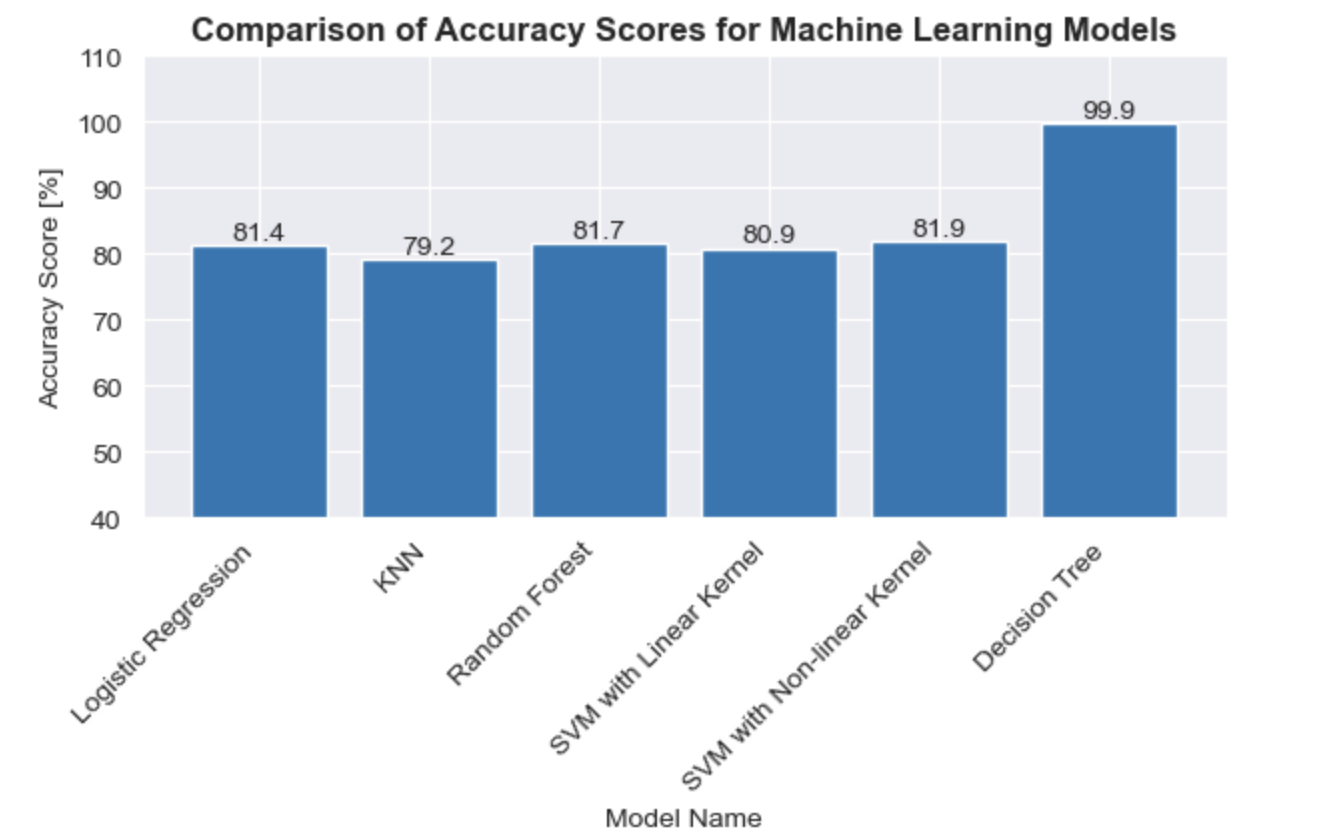 Comparison of Accuracy Scores for Machine Learning Models
110
100
90
80
70
60
50
40
Accuracy Score [%]
81.4
79.2
81.7
80.9
81.9
99.9
Logistic Regression
KNN
Random Forest
SVM with Linear Kernel
SVM with Non-linear Kernel
Decision Tree
Model Name